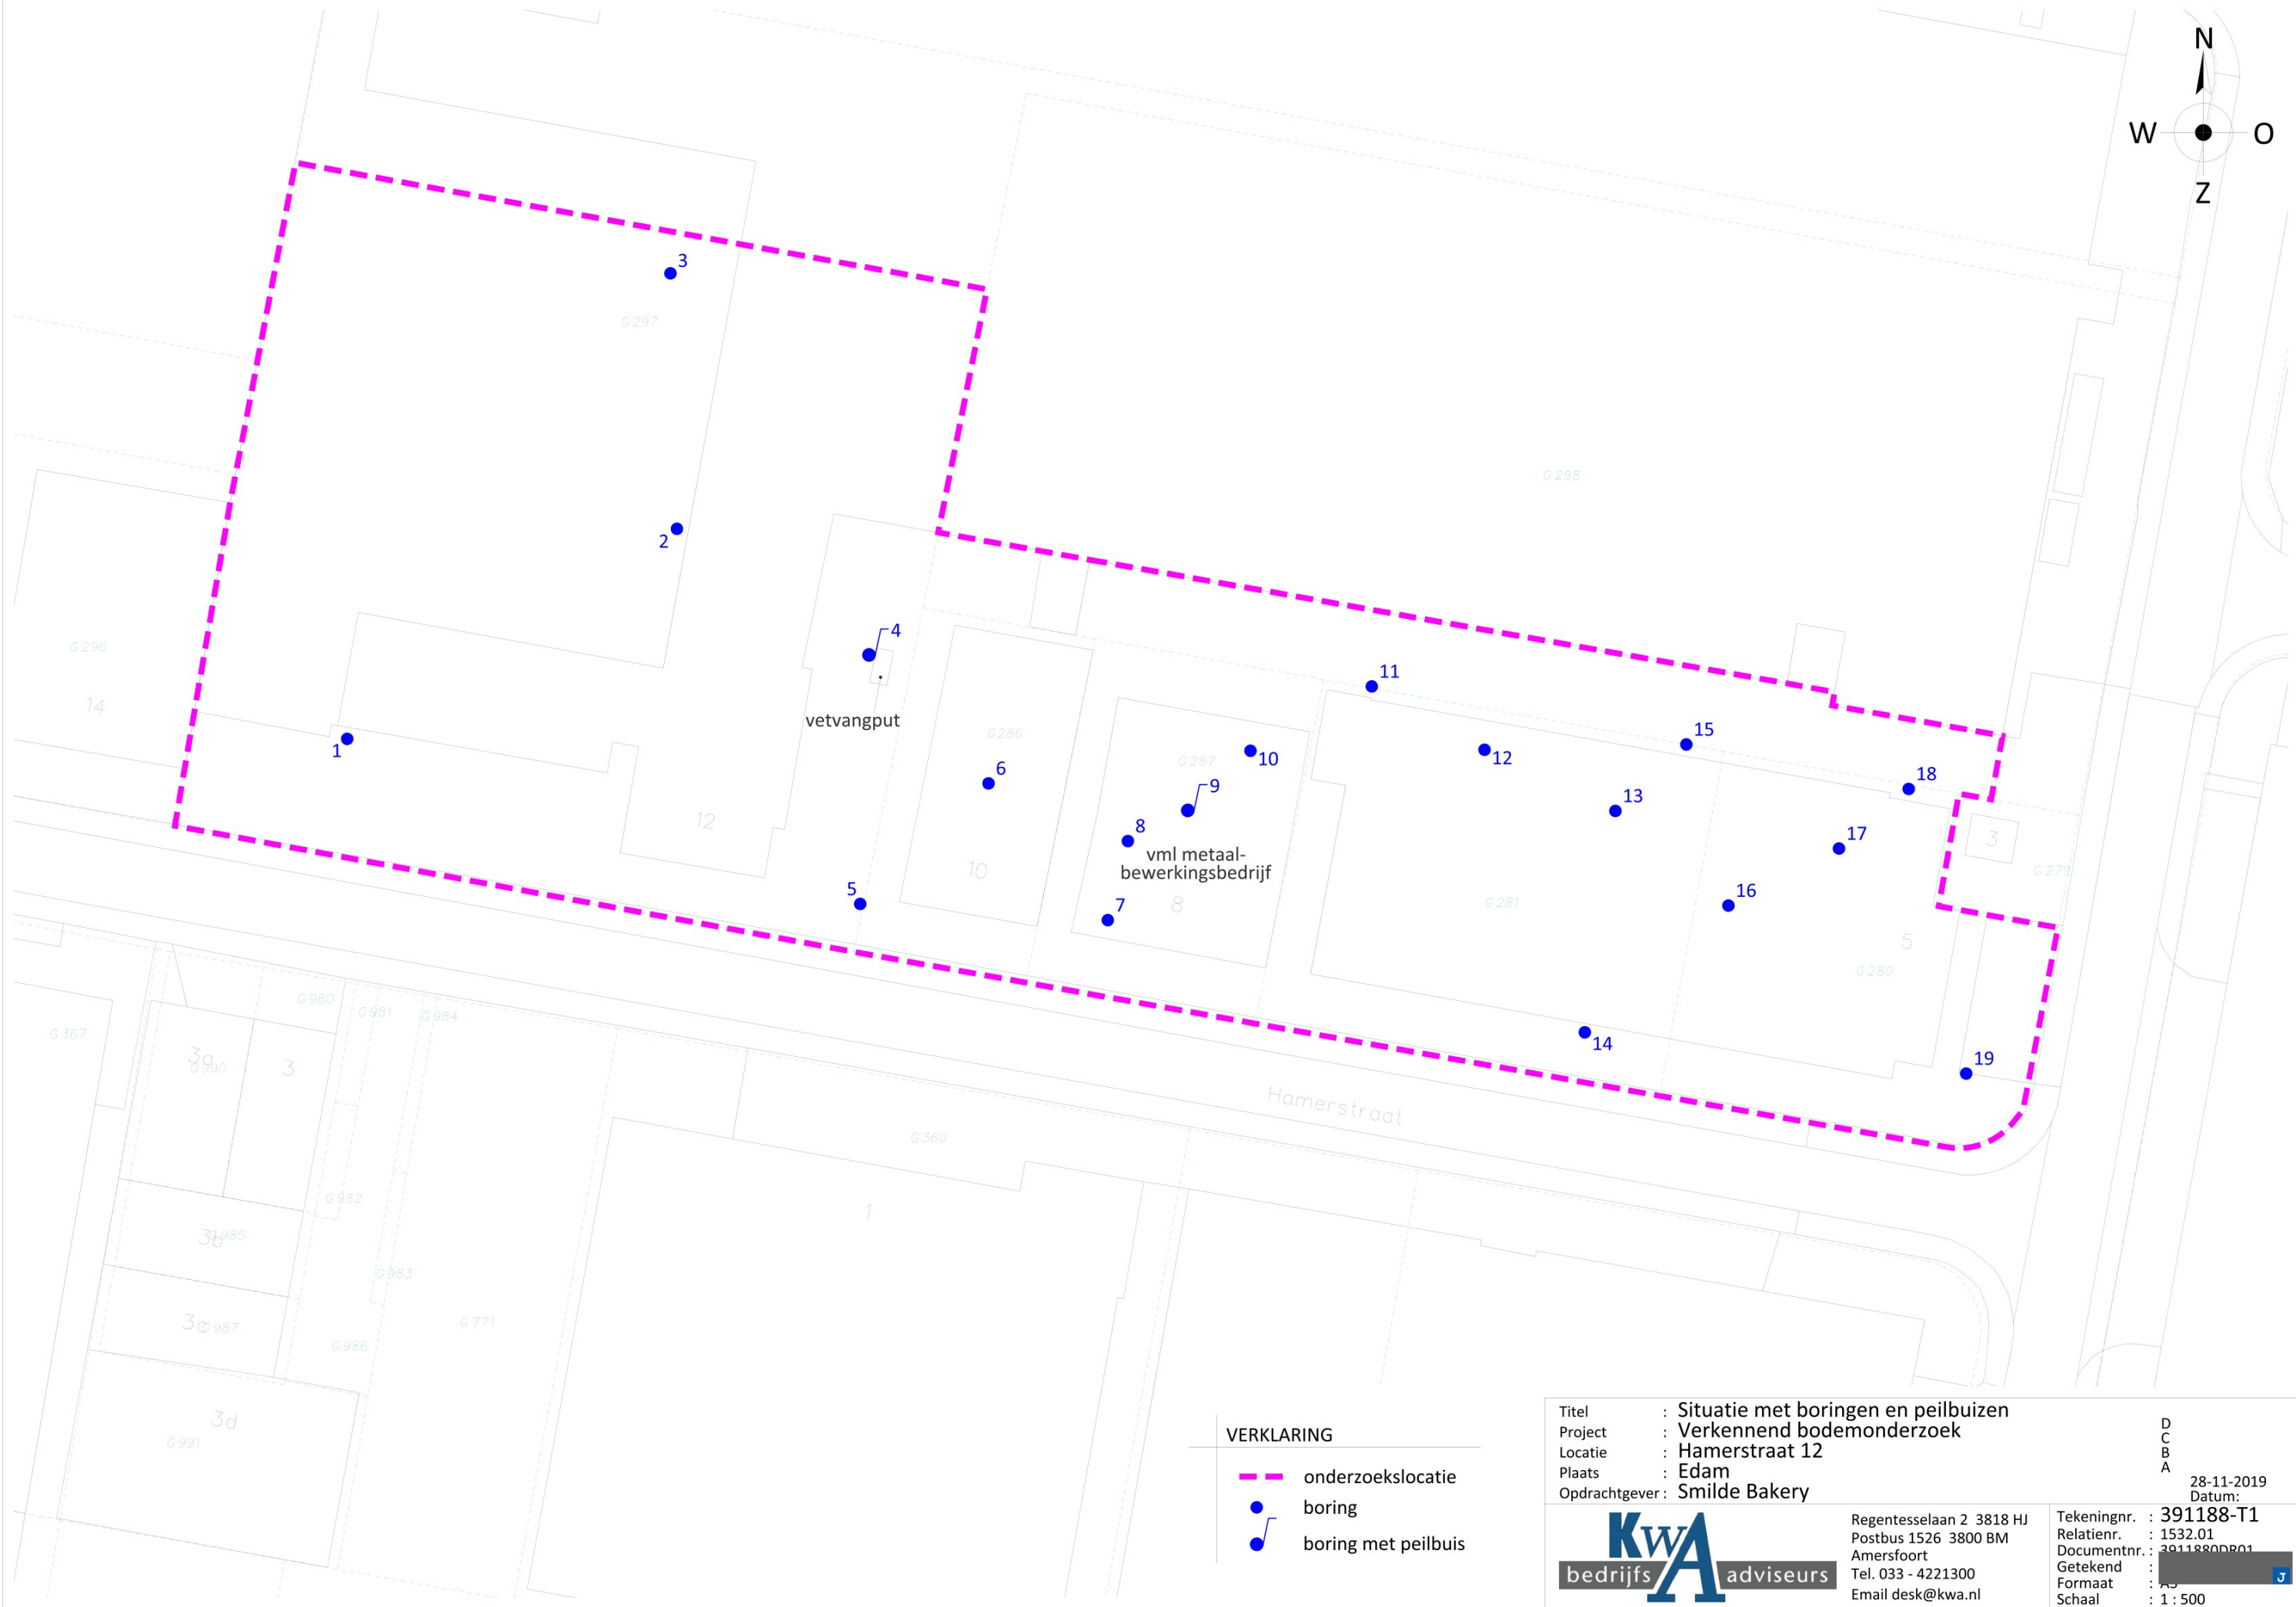 N
W
O
Z
3
G 297
2
G 298
4
G 296
14
vetvangput
11
1
15
G 286
G 287
10
12
6
9
18
13
12
8
17
3
vml metaal-
bewerkingsbedrijf
10
G 279
5
8
G 281
16
7
5
G 280
G 980
G 981
G 984
G 367
14
3a
G 990
3
19
Hamerstraat
G 360
G 982
1
3b
G 985
G 983
3c
G 987
G 771
G 986
3d
G 991
VERKLARING
onderzoekslocatie
boring
boring met peilbuis
Titel : Situatie met boringen en peilbuizen
Project : Verkennend bodemonderzoek
Locatie : Hamerstraat 12
Plaats : Edam
Opdrachtgever : Smilde Bakery
D
C
B
A
28-11-2019
Datum:
KWA
bedrijfs adviseurs
Regentesselaan 2 3818 HJ
Postbus 1526 3800 BM
Amersfoort
Tel. 033 - 4221300
Email desk@kwa.nl
Tekeningnr. : 391188-T1
Relatienr. : 1532.01
Documentnr. : 3911880DR01
Getekend :
Formaat : A3
Schaal : 1 : 500
J